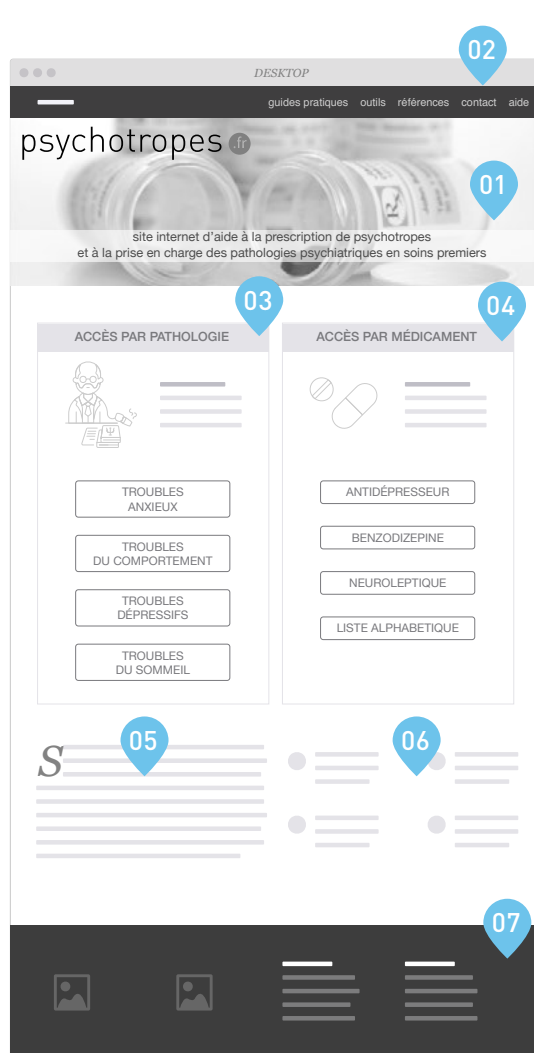 02
DESKTOP
guides pratiques outils références contact aide
psychotropes .fr
01
site internet d'aide à la prescription de psychotropes
et à la prise en charge des pathologies psychiatriques en soins premiers
03
04
ACCÈS PAR PATHOLOGIE
ACCÈS PAR MÉDICAMENT
TROUBLES
ANXIEUX
TROUBLES
DU COMPORTEMENT
TROUBLES
DÉPRESSIFS
TROUBLES
DU SOMMEIL
ANTIDÉPRESSEUR
BENZODIZEPINE
NEUROLEPTIQUE
LISTE ALPHABETIQUE
05
S
06
07